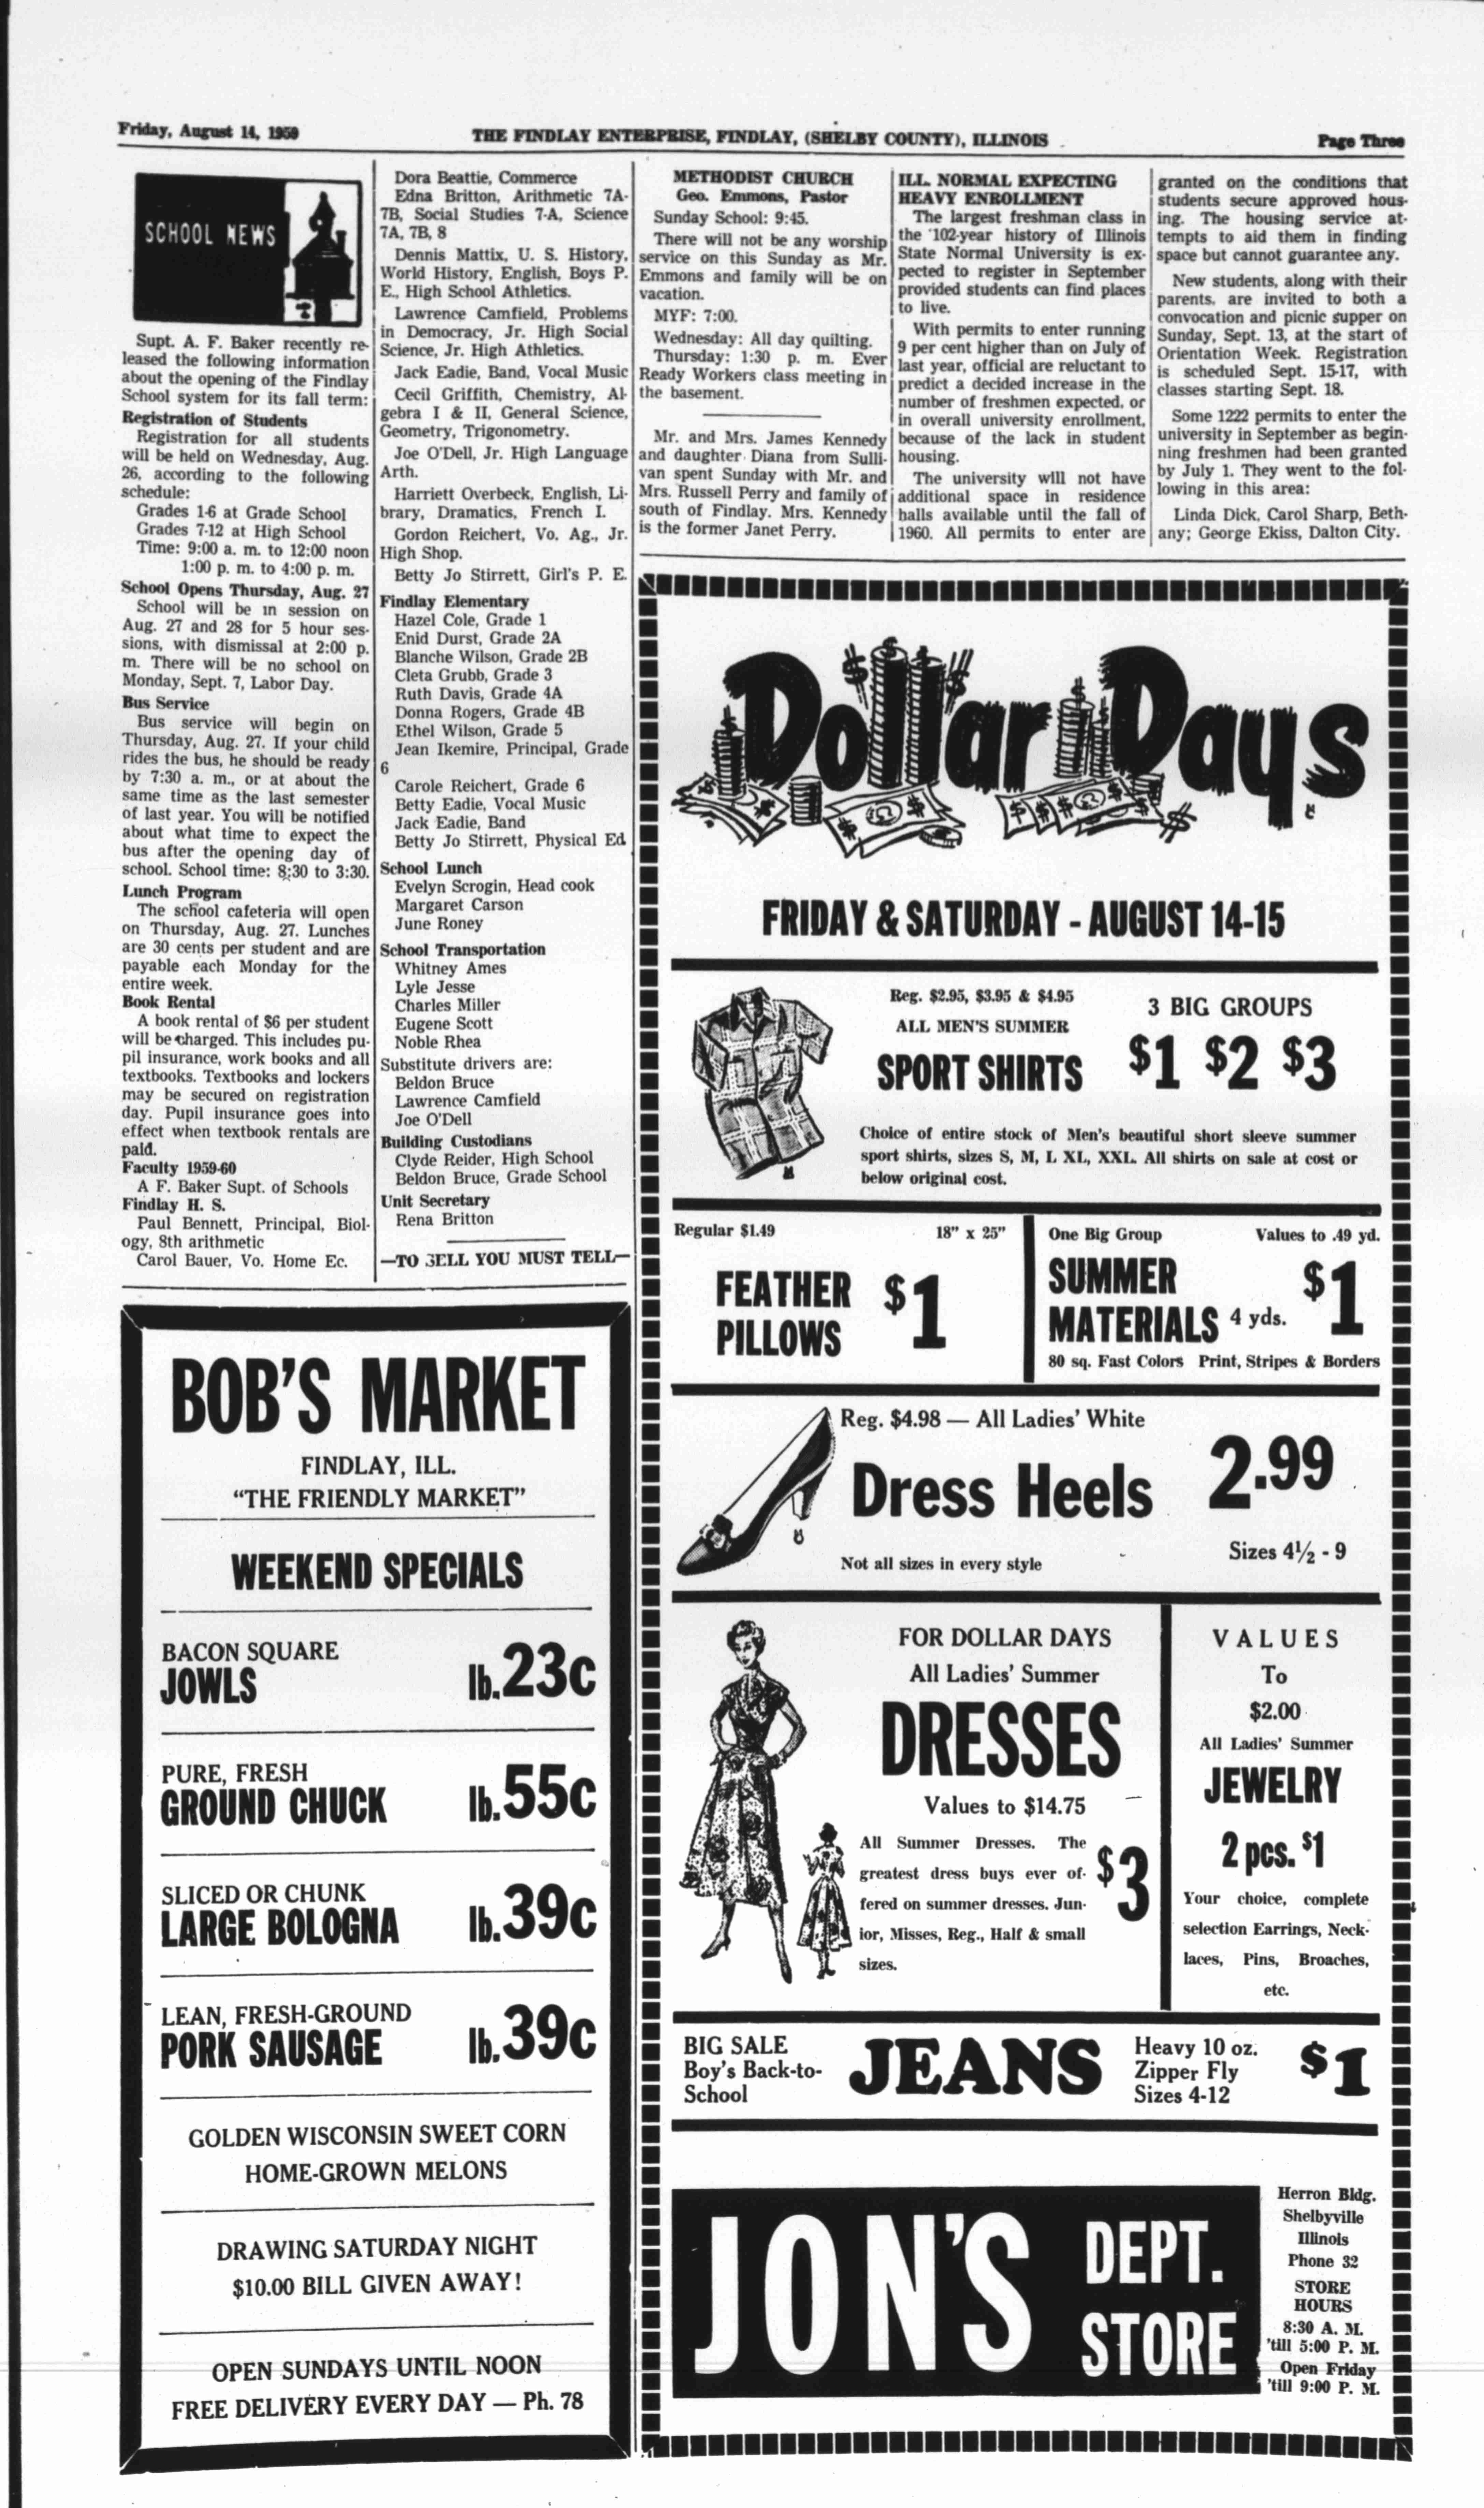 Friday, August 14, 1959
THE FINDLAY ENTERPRISE, FINDLAY, (SHELBY COUNTY), ILLINOIS
Page Three
SCHOOL NEWS
Supt. A. F. Baker recently re-
leased the following information
about the opening of the Findlay
School system for its fall term:
Registration of Students
Registration for all students
will be held on Wednesday, Aug.
26, according to the following
schedule:
Grades 1-6 at Grade School
Grades 7-12 at High School
Time: 9:00 a. m. to 12:00 noon
1:00 p. m. to 4:00 p. m.
School Opens Thursday, Aug. 27
School will be in session on
Aug. 27 and 28 for 5 hour ses-
sions, with dismissal at 2:00 p.
m. There will be no school on
Monday, Sept. 7, Labor Day.
Bus Service
Bus service will begin on
Thursday, Aug. 27. If your child
rides the bus, he should be ready
by 7:30 a. m., or at about the
same time as the last semester
of last year. You will be notified
about what time to expect the
bus after the opening day of
school. School time: 8:30 to 3:30.
Lunch Program
The school cafeteria will open
on Thursday, Aug. 27. Lunches
are 30 cents per student and are
payable each Monday for the
entire week.
Book Rental
A book rental of $6 per student
will be charged. This includes pu-
pil insurance, work books and all
textbooks. Textbooks and lockers
may be secured on registration
day. Pupil insurance goes into
effect when textbook rentals are
paid.
Faculty 1959-60
A F. Baker Supt. of Schools
Findlay H. S.
Paul Bennett, Principal, Biol-
ogy, 8th arithmetic
Carol Bauer, Vo. Home Ec.
Dora Beattie, Commerce
Edna Britton, Arithmetic 7A-
7B, Social Studies 7-A, Science
7A, 7B, 8
Dennis Mattix, U. S. History,
World History, English, Boys P.
E., High School Athletics.
Lawrence Camfield, Problems
in Democracy, Jr. High Social
Science, Jr. High Athletics.
Jack Eadie, Band, Vocal Music
Cecil Griffith, Chemistry, Al-
gebra I & II, General Science,
Geometry, Trigonometry.
Joe O'Dell, Jr. High Language
Arth.
Harriett Overbeck, English, Li-
brary, Dramatics, French I.
Gordon Reichert, Vo. Ag., Jr.
High Shop.
Betty Jo Stirrett, Girl's P. E.
Findlay Elementary
Hazel Cole, Grade 1
Enid Durst, Grade 2A
Blanche Wilson, Grade 2B
Cleta Grubb, Grade 3
Ruth Davis, Grade 4A
Donna Rogers, Grade 4B
Ethel Wilson, Grade 5
Jean Ikemire, Principal, Grade
6
Carole Reichert, Grade 6
Betty Eadie, Vocal Music
Jack Eadie, Band
Betty Jo Stirrett, Physical Ed
School Lunch
Evelyn Scrogin, Head cook
Margaret Carson
June Roney
School Transportation
Whitney Ames
Lyle Jesse
Charles Miller
Eugene Scott
Noble Rhea
Substitute drivers are:
Beldon Bruce
Lawrence Camfield
Joe O'Dell
Building Custodians
Clyde Reider, High School
Beldon Bruce, Grade School
Unit Secretary
Rena Britton
—TO SELL YOU MUST TELL—
METHODIST CHURCH
Geo. Emmons, Pastor
Sunday School: 9:45.
There will not be any worship
service on this Sunday as Mr.
Emmons and family will be on
vacation.
MYF: 7:00.
Wednesday: All day quilting.
Thursday: 1:30 p. m. Ever
Ready Workers class meeting in
the basement.
Mr. and Mrs. James Kennedy
and daughter Diana from Sulli-
van spent Sunday with Mr. and
Mrs. Russell Perry and family of
south of Findlay. Mrs. Kennedy
is the former Janet Perry.
ILL. NORMAL EXPECTING
HEAVY ENROLLMENT
The largest freshman class in
the 102-year history of Illinois
State Normal University is ex-
pected to register in September
provided students can find places
to live.
With permits to enter running
9 per cent higher than on July of
last year, official are reluctant to
predict a decided increase in the
number of freshmen expected, or
in overall university enrollment,
because of the lack in student
housing.
The university will not have
additional space in residence
halls available until the fall of
1960. All permits to enter are
granted on the conditions that
students secure approved hous-
ing. The housing service at-
tempts to aid them in finding
space but cannot guarantee any.
New students, along with their
parents, are invited to both a
convocation and picnic supper on
Sunday, Sept. 13, at the start of
Orientation Week. Registration
is scheduled Sept. 15-17, with
classes starting Sept. 18.
Some 1222 permits to enter the
university in September as begin-
ning freshmen had been granted
by July 1. They went to the fol-
lowing in this area:
Linda Dick, Carol Sharp, Beth-
any; George Ekiss, Dalton City.
BOB'S MARKET
FINDLAY, ILL.
"THE FRIENDLY MARKET"
WEEKEND SPECIALS
BACON SQUARE
JOWLS lb. 23c
PURE, FRESH
GROUND CHUCK lb. 55c
SLICED OR CHUNK
LARGE BOLOGNA lb. 39c
LEAN, FRESH-GROUND
PORK SAUSAGE lb. 39c
GOLDEN WISCONSIN SWEET CORN
HOME-GROWN MELONS
DRAWING SATURDAY NIGHT
$10.00 BILL GIVEN AWAY!
OPEN SUNDAYS UNTIL NOON
FREE DELIVERY EVERY DAY — Ph. 78
Dollar Days
FRIDAY & SATURDAY - AUGUST 14-15
Reg. $2.95, $3.95 & $4.95
ALL MEN'S SUMMER
SPORT SHIRTS
3 BIG GROUPS
$1 $2 $3
Choice of entire stock of Men's beautiful short sleeve summer
sport shirts, sizes S, M, L XL, XXL. All shirts on sale at cost or
below original cost.
Regular $1.49
18" x 25"
FEATHER
PILLOWS
$1
One Big Group
Values to .49 yd.
SUMMER
MATERIALS 4 yds.
$1
80 sq. Fast Colors Print, Stripes & Borders
Reg. $4.98 — All Ladies' White
Dress Heels
2.99
Not all sizes in every style
Sizes 4½ - 9
FOR DOLLAR DAYS
All Ladies' Summer
DRESSES
Values to $14.75
All Summer Dresses. The
greatest dress buys ever of-
fered on summer dresses. Jun-
ior, Misses, Reg., Half & small
sizes.
$3
VALUES
To
$2.00
All Ladies' Summer
JEWELRY
2 pcs. $1
Your choice, complete
selection Earrings, Neck-
laces, Pins, Broaches,
etc.
BIG SALE
Boy's Back-to-
School
JEANS
Heavy 10 oz.
Zipper Fly
Sizes 4-12
$1
JON'S
DEPT.
STORE
Herron Bldg.
Shelbyville
Illinois
Phone 32
STORE
HOURS
8:30 A. M.
'till 5:00 P. M.
Open Friday
'till 9:00 P. M.